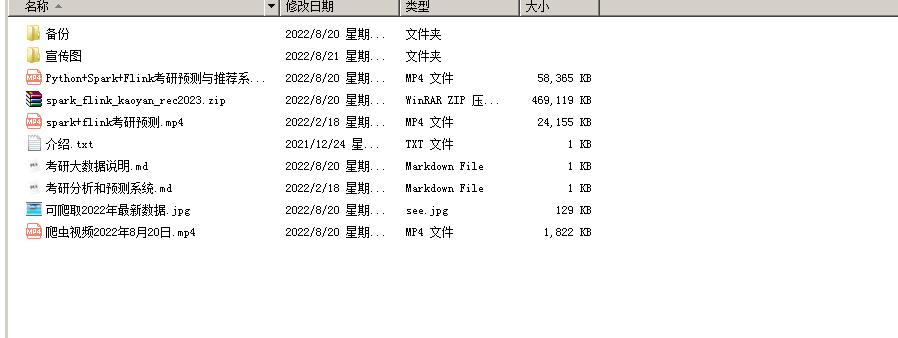 名称 修改日期 类型 大小
备份 2022/8/20 星期... 文件夹
宣传图 2022/8/21 星期... 文件夹
Python+Spark+Flink考研预测与推荐系... 2022/8/20 星期... MP4 文件 58,365 KB
spark_flink_kaoyan_rec2023.zip 2022/8/20 星期... WinRAR ZIP 压... 469,119 KB
spark+flink考研预测.mp4 2022/2/18 星期... MP4 文件 24,155 KB
介绍.txt 2021/12/24 星... TXT 文件 1 KB
考研大数据说明.md 2022/8/20 星期... Markdown File 1 KB
考研分析和预测系统.md 2022/2/18 星期... Markdown File 1 KB
可爬取2022年最新数据.jpg 2022/8/20 星期... see.jpg 129 KB
爬虫视频2022年8月20日.mp4 2022/8/20 星期... MP4 文件 1,822 KB